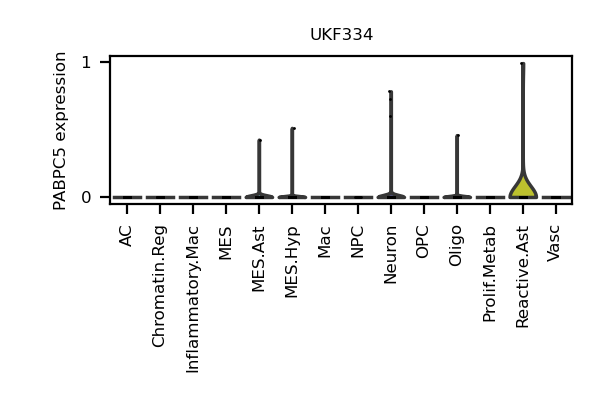 UKF334
PABPC5 expression
1
0
AC
Chromatin.Reg
Inflammatory.Mac
MES
MES.Ast
MES.Hyp
Mac
NPC
Neuron
OPC
Oligo
Prolif.Metab
Reactive.Ast
Vasc